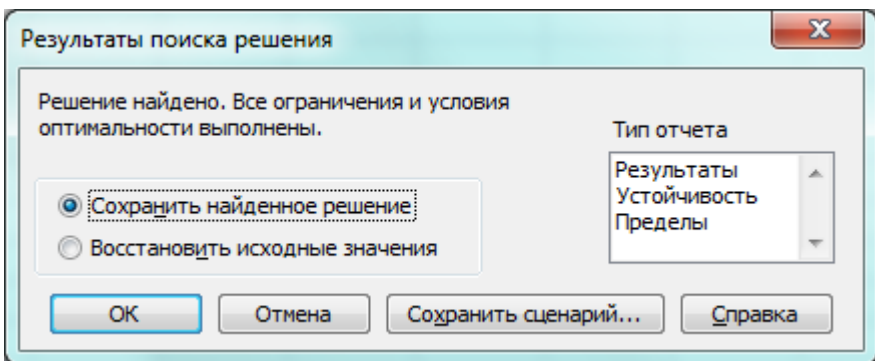 Результаты поиска решения
Решение найдено. Все ограничения и условия
оптимальности выполнены.
Тип отчета
Результаты
Устойчивость
Пределы
Сохранить найденное решение
Восстановить исходные значения
ОК
Отмена
Сохранить сценарий...
Справка